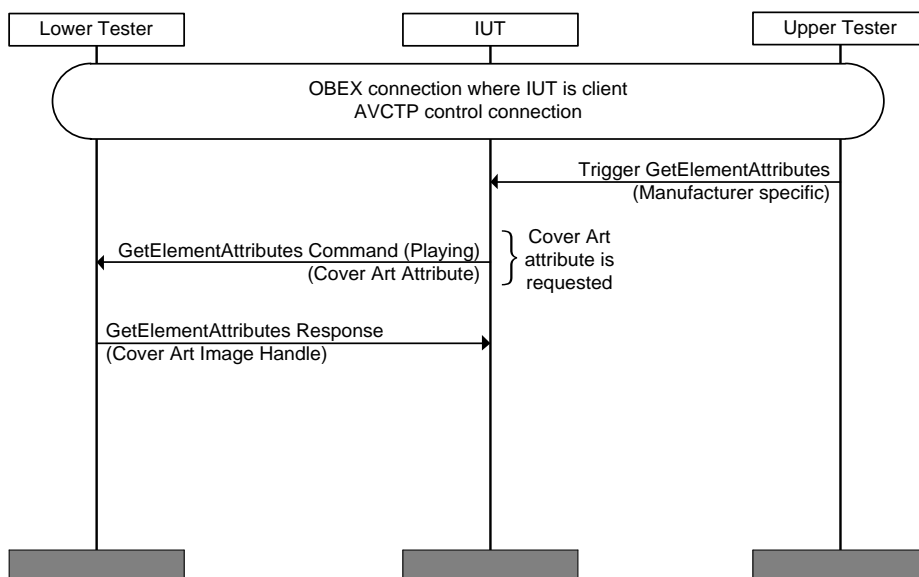 Lower Tester
IUT
Upper Tester
OBEX connection where IUT is client
AVCTP control connection
Trigger GetElementAttributes
(Manufacturer specific)
GetElementAttributes Command (Playing)
(Cover Art Attribute)
Cover Art
attribute is
requested
GetElementAttributes Response
(Cover Art Image Handle)